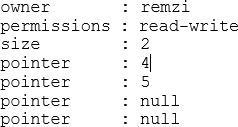 owner       : remzi
permissions : read-write
size        : 2
pointer     : 4
pointer     : 5
pointer     : null
pointer     : null